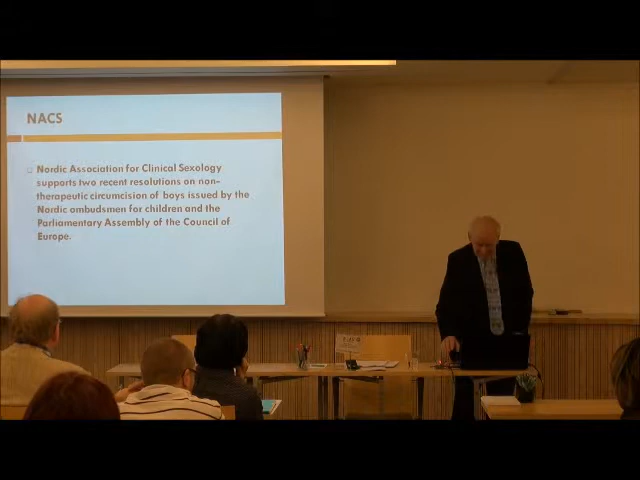 NACS
Nordic Association for Clinical Sexology
supports two recent resolutions on non-
therapeutic circumcision of boys issued by the
Nordic ombudsmen for children and the
Parliamentary Assembly of the Council of
Europe.